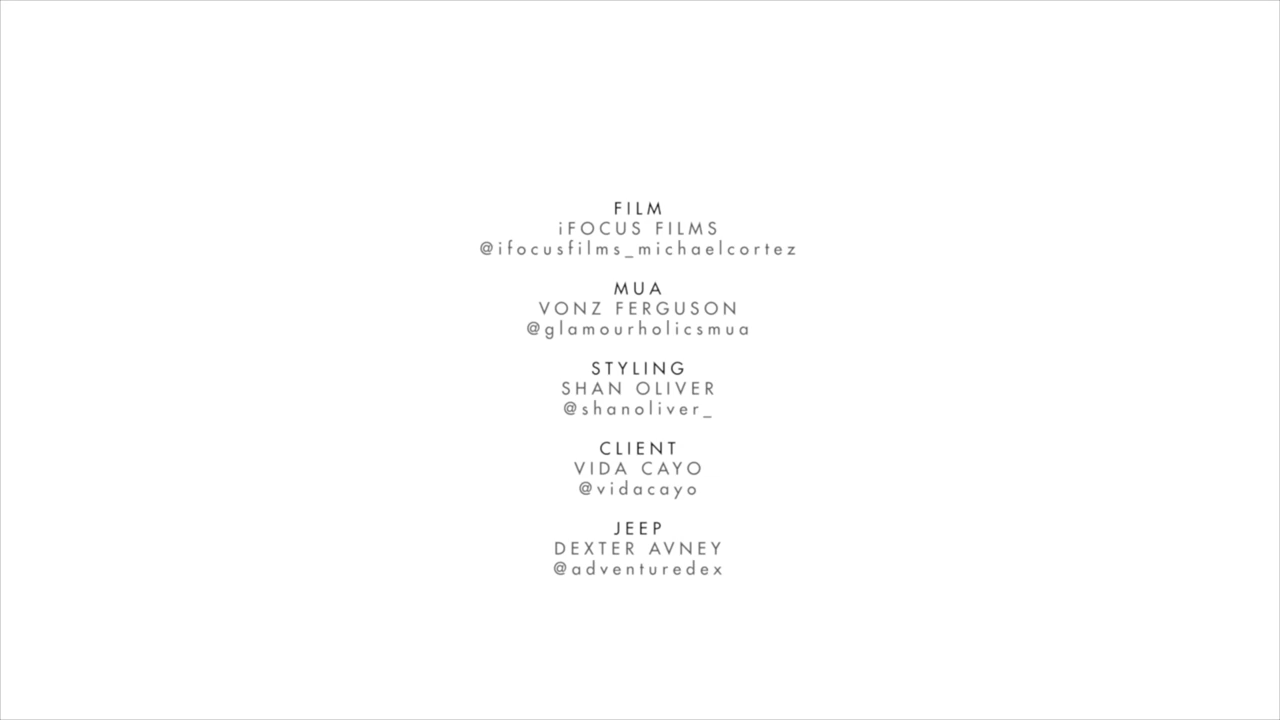 FILM
iFOCUS FILMS
@ifocusfilms_michaelcortez
MUA
VONZ FERGUSON
@glamourholicsmua
STYLING
SHAN OLIVER
@shanoliver_
CLIENT
VIDA CAYO
@vidacayo
JEEP
DEXTER AVNEY
@adventuredex